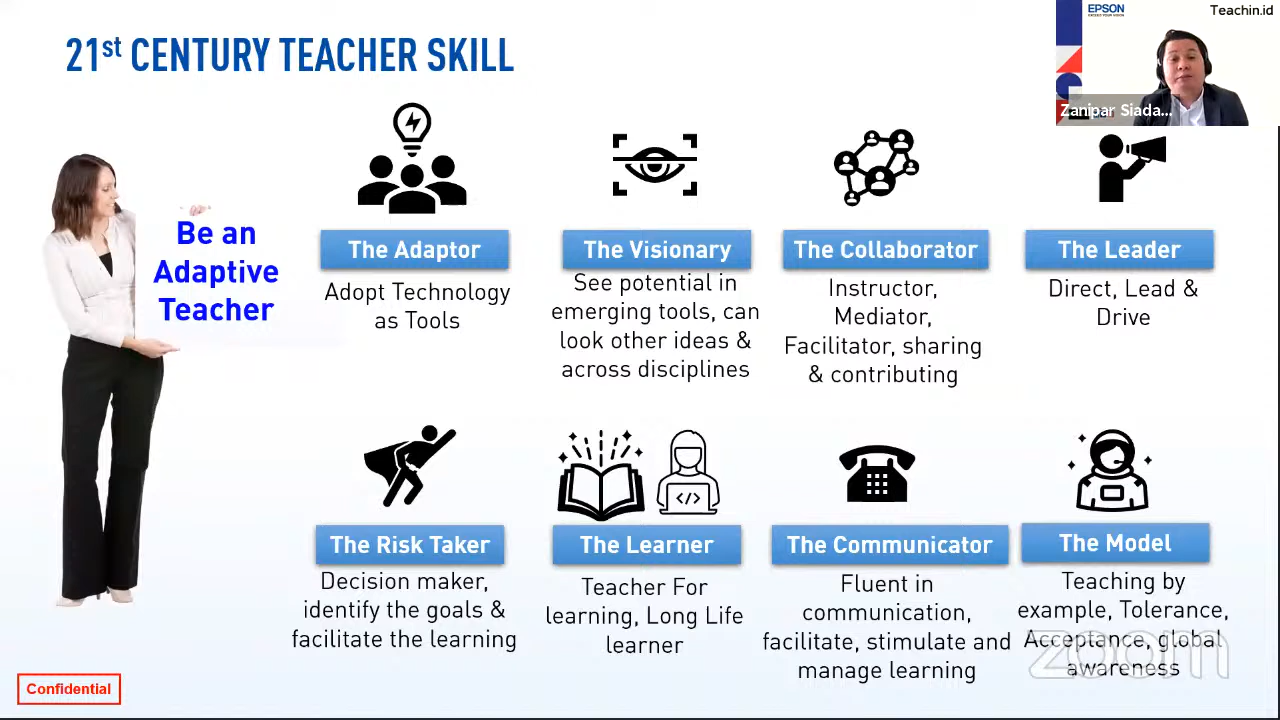 21st CENTURY TEACHER SKILL
EPSON
EXCEED YOUR VISION
Teachin.id
Zanipar Siada...
Be an
Adaptive
Teacher
The Adaptor
Adopt Technology
as Tools
The Visionary
See potential in
emerging tools, can
look other ideas &
across disciplines
The Collaborator
Instructor,
Mediator,
Facilitator, sharing
& contributing
The Leader
Direct, Lead &
Drive
The Risk Taker
Decision maker,
identify the goals &
facilitate the learning
</>
The Learner
Teacher For
learning, Long Life
learner
The Communicator
Fluent in
communication,
facilitate, stimulate and
manage learning
The Model
Teaching by
example, Tolerance,
Acceptance, global
awareness
zoom
Confidential